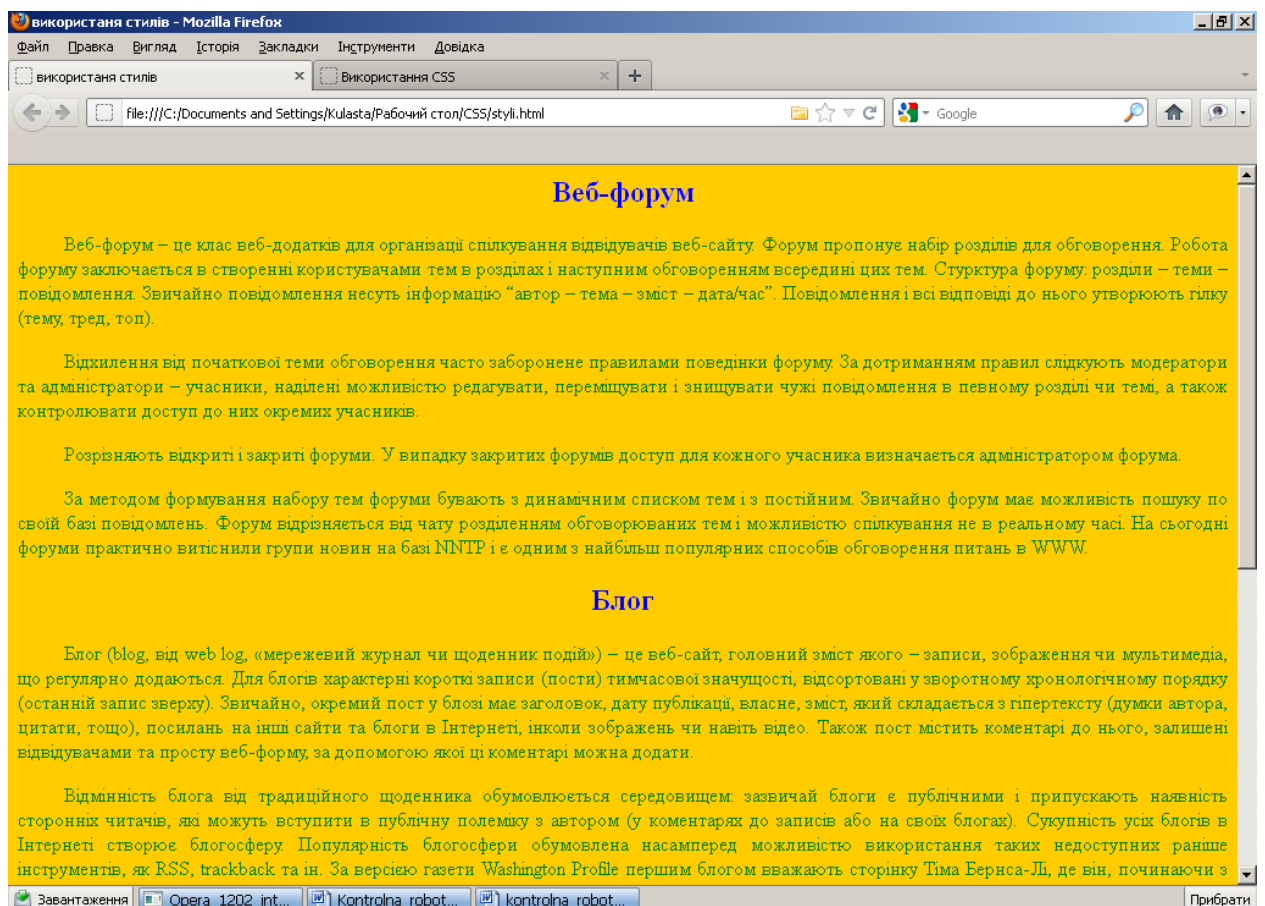 використаня стилів - Mozilla Firefox
Файл Правка Вигляд Історія Закладки Інструменти Довідка
використаня стилів
Використання CSS
file:///C:/Documents and Settings/Kulasta/Рабочий стол/CSS/styli.html
Google
Веб-форум
Веб-форум – це клас веб-додатків для організації спілкування відвідувачів веб-сайту. Форум пропонує набір розділів для обговорення. Робота
форуму заключається в створенні користувачами тем в розділах і наступним обговоренням всередині цих тем. Стурктура форуму: розділи – теми –
повідомлення. Звичайно повідомлення несуть інформацію “автор – тема – зміст – дата/час”. Повідомлення і всі відповіді до нього утворюють гілку
(тему, тред, топ).
Відхилення від початкової теми обговорення часто заборонене правилами поведінки форуму. За дотриманням правил слідкують модератори
та адміністратори – учасники, наділені можливістю редагувати, переміщувати і знищувати чужі повідомлення в певному розділі чи темі, а також
контролювати доступ до них окремих учасників.
Розрізняють відкриті і закриті форуми. У випадку закритих форумів доступ для кожного учасника визначається адміністратором форума.
За методом формування набору тем форуми бувають з динамічним списком тем і з постійним. Звичайно форум має можливість пошуку по
своїй базі повідомлень. Форум відрізняється від чату розділенням обговорюваних тем і можливістю спілкування не в реальному часі. На сьогодні
форуми практично витіснили групи новин на базі NNTP і є одним з найбільш популярних способів обговорення питань в WWW.
Блог
Блог (blog, від web log, «мережевий журнал чи щоденник подій») – це веб-сайт, головний зміст якого – записи, зображення чи мультимедіа,
що регулярно додаються. Для блогів характерні короткі записи (пости) тимчасової значущості, відсортовані у зворотному хронологічному порядку
(останній запис зверху). Звичайно, окремий пост у блозі має заголовок, дату публікації, власне, зміст, який складається з гіпертексту (думки автора,
цитати, тощо), посилань на інші сайти та блоги в Інтернеті, інколи зображень чи навіть відео. Також пост містить коментарі до нього, залишені
відвідувачами та просту веб-форму, за допомогою якої ці коментарі можна додати.
Відмінність блога від традиційного щоденника обумовлюється середовищем: зазвичай блоги є публічними і припускають наявність
сторонніх читачів, які можуть вступити в публічну полеміку з автором (у коментарях до записів або на своїх блогах). Сукупність усіх блогів в
Інтернеті створює блогосферу. Популярність блогосфери обумовлена насамперед можливістю використання таких недоступних раніше
інструментів, як RSS, trackback та ін. За версією газети Washington Profile першим блогом вважають сторінку Тіма Бернса-Лі, де він, починаючи з
Завантаження Opera_1202_int... Kontrolna_robot... kontrolna_robot... Прибрати